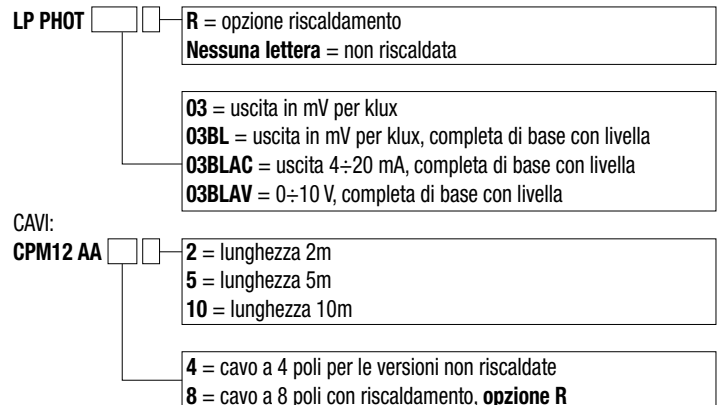 LP PHOT
R = opzione riscaldamento
Nessuna lettera = non riscaldata
03 = uscita in mV per klux
03BL = uscita in mV per klux, completa di base con livella
03BLAC = uscita 4÷20 mA, completa di base con livella
03BLAV = 0÷10 V, completa di base con livella
CAVI:
CPM12 AA
2 = lunghezza 2m
5 = lunghezza 5m
10 = lunghezza 10m
4 = cavo a 4 poli per le versioni non riscaldate
8 = cavo a 8 poli con riscaldamento, opzione R